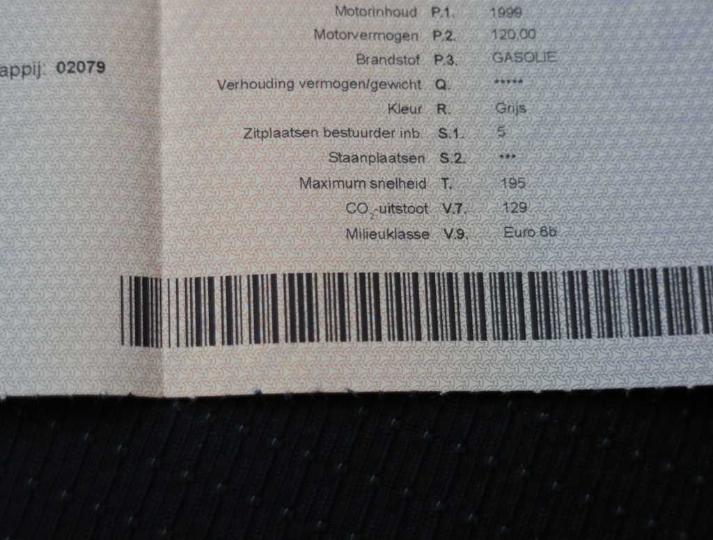 Motorinhoud P.1. 1999
Motorvermogen P.2. 120,00
Brandstof P.3. GASOLIE
appij: 02079
Verhouding vermogen/gewicht Q. *****
Kleur R. Grijs
Zitplaatsen bestuurder inb. S.1. 5
Staanplaatsen S.2. ***
Maximum snelheid T. 195
CO₂-uitstoot V.7. 129
Milieuklasse V.9. Euro 6b